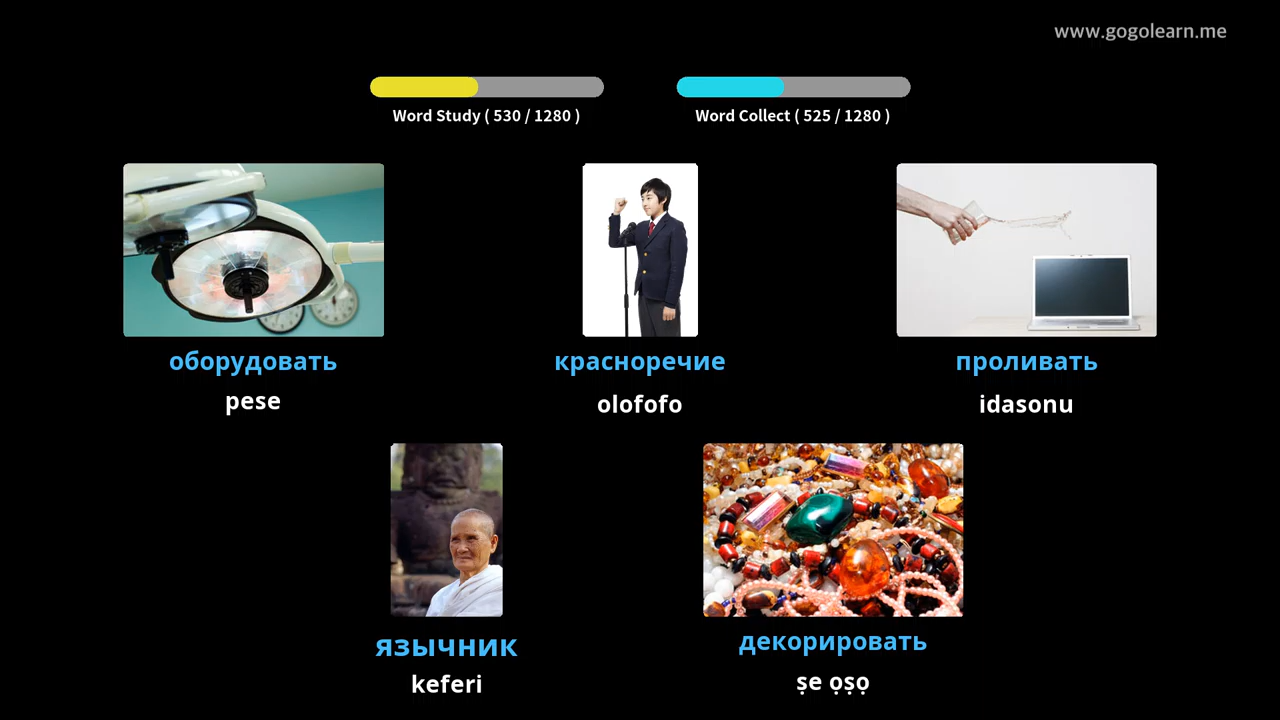 www.gogolearn.me
Word Study ( 530 / 1280 )
Word Collect ( 525 / 1280 )
оборудовать
pese
красноречие
olofofo
проливать
idasonu
язычник
keferi
декорировать
ṣe ọṣọ